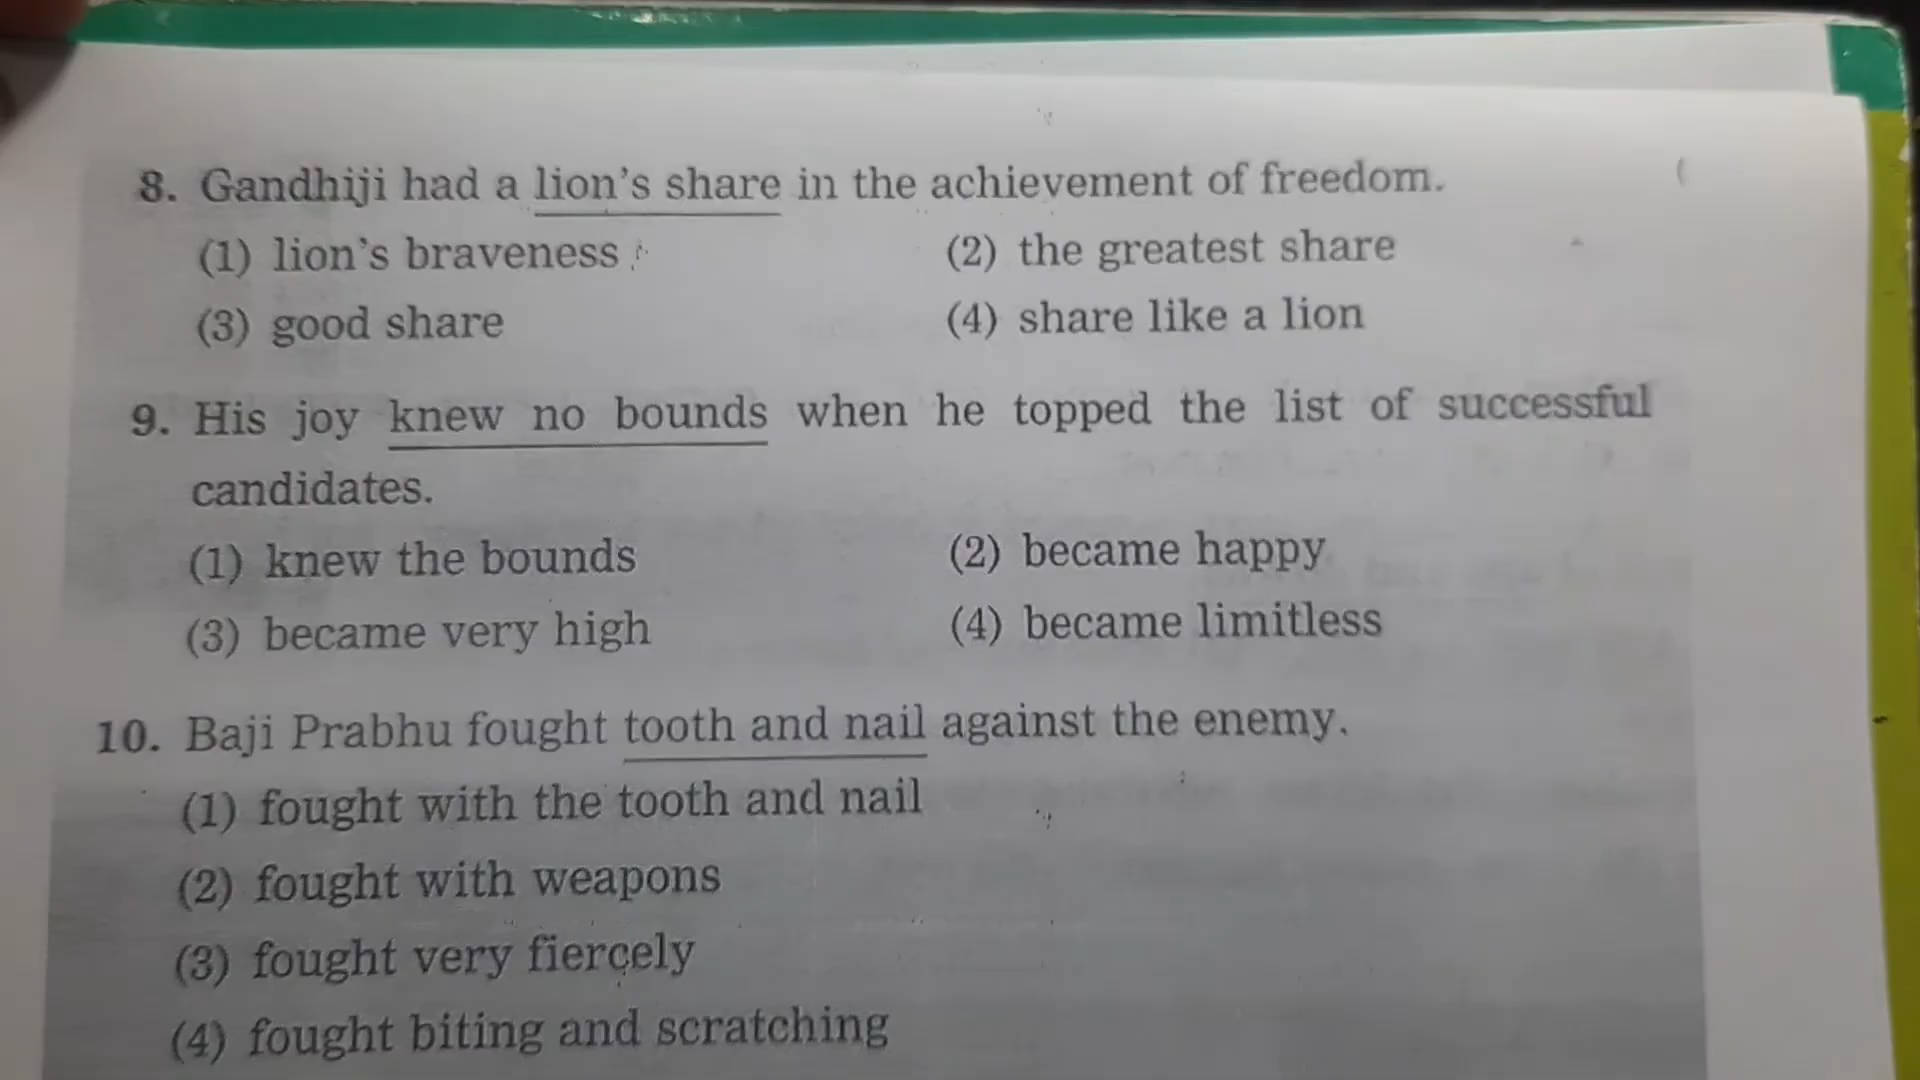 8. Gandhiji had a lion's share in the achievement of freedom.
(1) lion's braveness (2) the greatest share
(3) good share (4) share like a lion
9. His joy knew no bounds when he topped the list of successful
candidates.
(1) knew the bounds (2) became happy
(3) became very high (4) became limitless
10. Baji Prabhu fought tooth and nail against the enemy.
(1) fought with the tooth and nail
(2) fought with weapons
(3) fought very fiercely
(4) fought biting and scratching